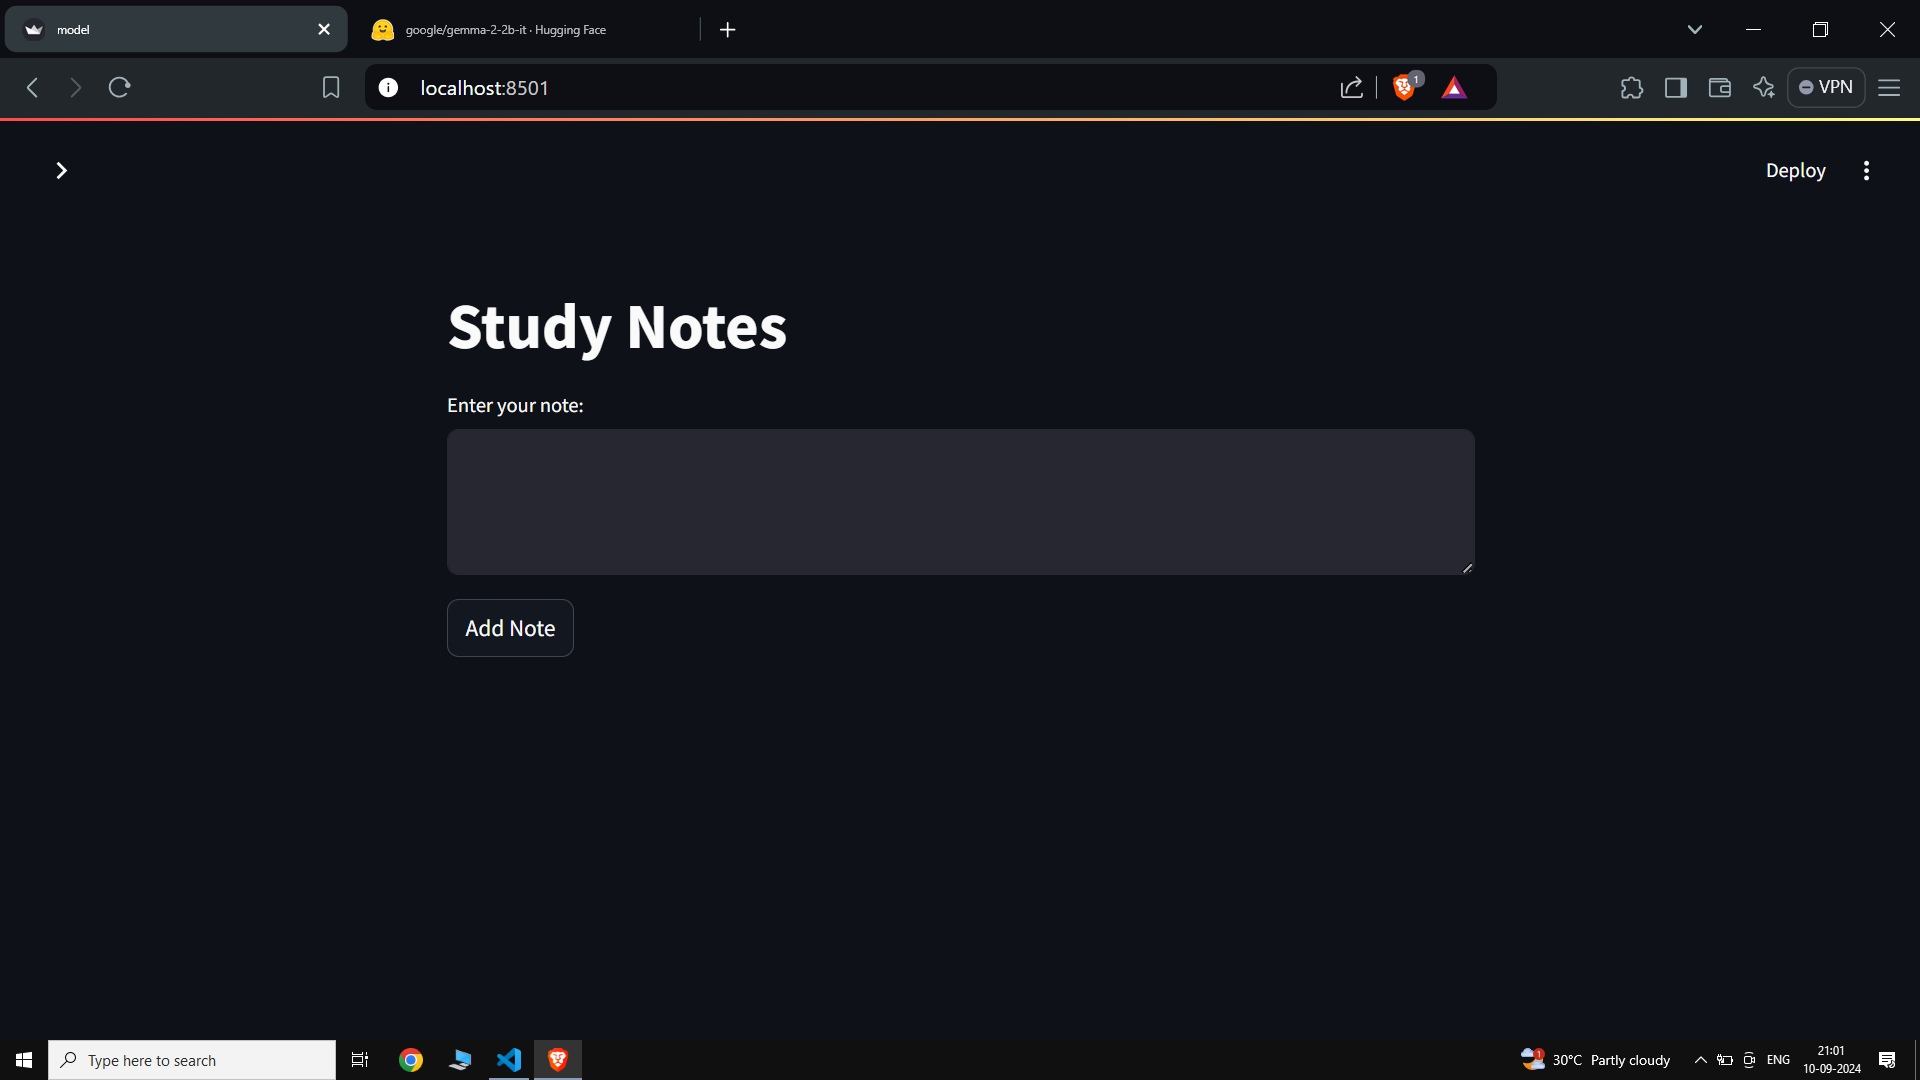 model
google/gemma-2-2b-it · Hugging Face
localhost:8501
1
VPN
Deploy
Study Notes
Enter your note:
Add Note
Type here to search
1
30°C Partly cloudy
ENG
21:01
10-09-2024